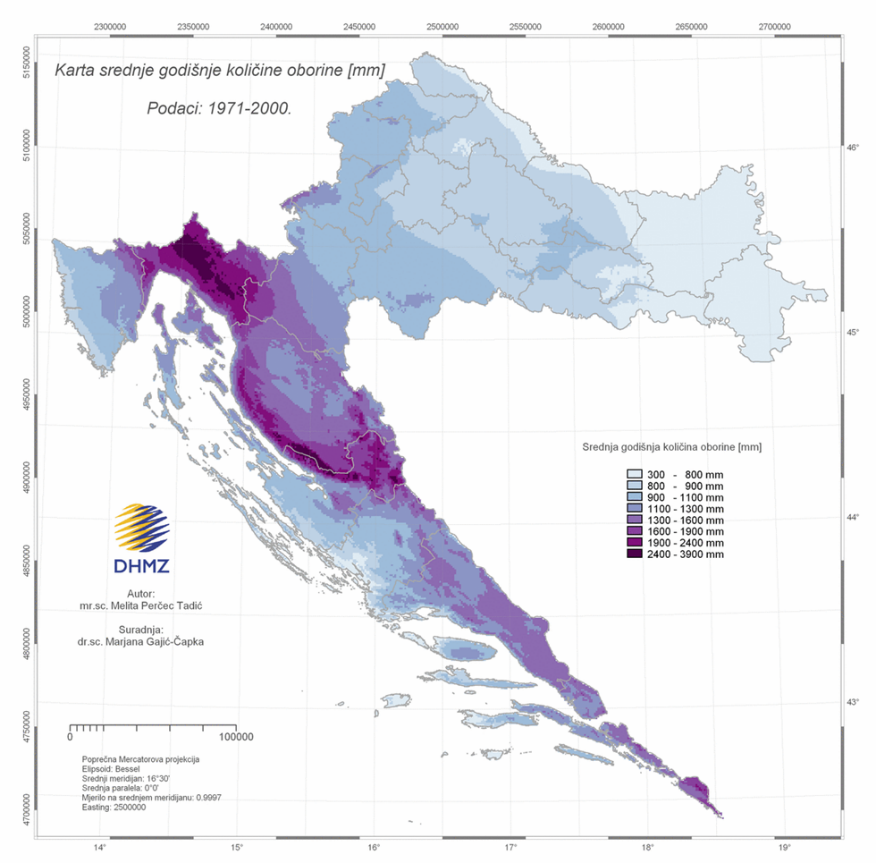 2300000 2350000 2400000 2450000 2500000 2550000 2600000 2650000 2700000
Karta srednje godišnje količine oborine [mm]
Podaci: 1971-2000.
5150000
5100000
5050000
5000000
4950000
4900000
4850000
4800000
4750000
4700000
46°
45°
44°
43°
Srednja godišnja količina oborine [mm]
300 - 800 mm
800 - 900 mm
900 - 1100 mm
1100 - 1300 mm
1300 - 1600 mm
1600 - 1900 mm
1900 - 2400 mm
2400 - 3900 mm
DHMZ
Autor:
mr.sc. Melita Perčec Tadić
Suradnja:
dr.sc. Marjana Gajić-Čapka
0 100000
Poprečna Mercatorova projekcija
Elipsoid: Bessel
Srednji meridijan: 16°30'
Srednja paralela: 0°0'
Mjerilo na srednjem meridijanu: 0.9997
Easting: 2500000
14° 15° 16° 17° 18° 19°